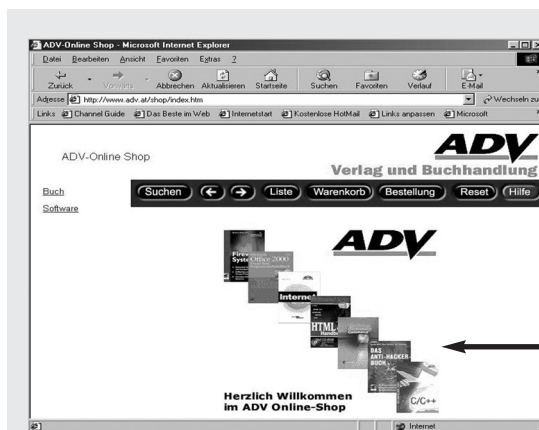 ADV-Online Shop - Microsoft Internet Explorer
Datei Bearbeiten Ansicht Favoriten Extras ?
Zurück Vorwärts Abbrechen Aktualisieren Startseite Suchen Favoriten Verlauf E-Mail
Adresse http://www.adv.at/shop/index.htm Wechseln zu
Links Channel Guide Das Beste im Web Internetstart Kostenlose HotMail Links anpassen Microsoft
ADV-Online Shop
ADV
Verlag und Buchhandlung
Suchen Liste Warenkorb Bestellung Reset Hilfe
Buch
Software
ADV
Office 2000
Internet
HTML
DAS
ANTI-HACKER-
BUCH
C/C++
Herzlich Willkommen
im ADV Online-Shop
Internet